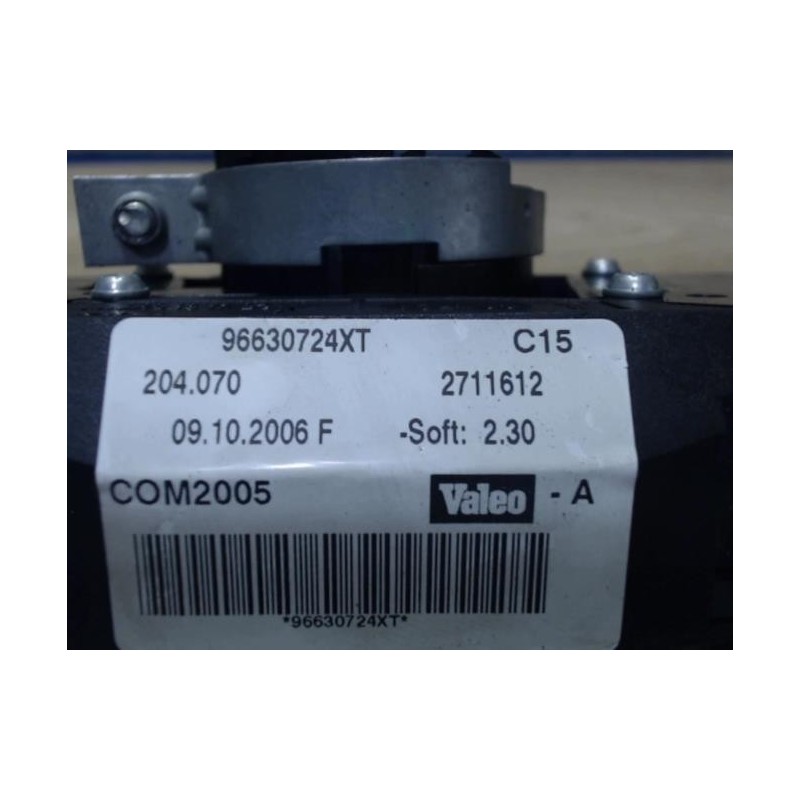 96630724XT C15
204.070 2711612
09.10.2006 F -Soft: 2.30
COM2005 Valeo - A
*96630724XT*